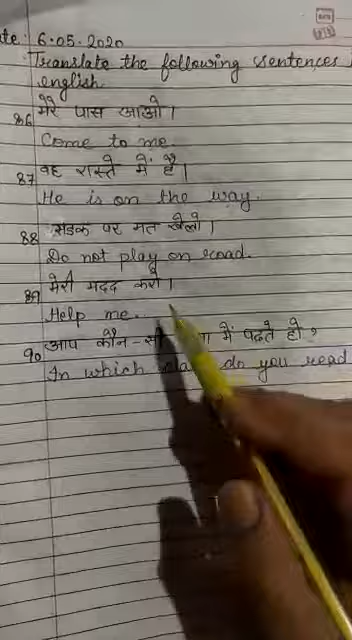 te: 6.05.2020
Translate the following sentences
english.
86 मेरे पास आओ।
Come to me.
87 वह रास्ते में है।
He is on the way.
88 सडक पर मत खेलो।
Do not play on road.
89 मेरी मदद करो।
Help me.
90 आप कौन-सी में पढ़ते हो?
In which do you read